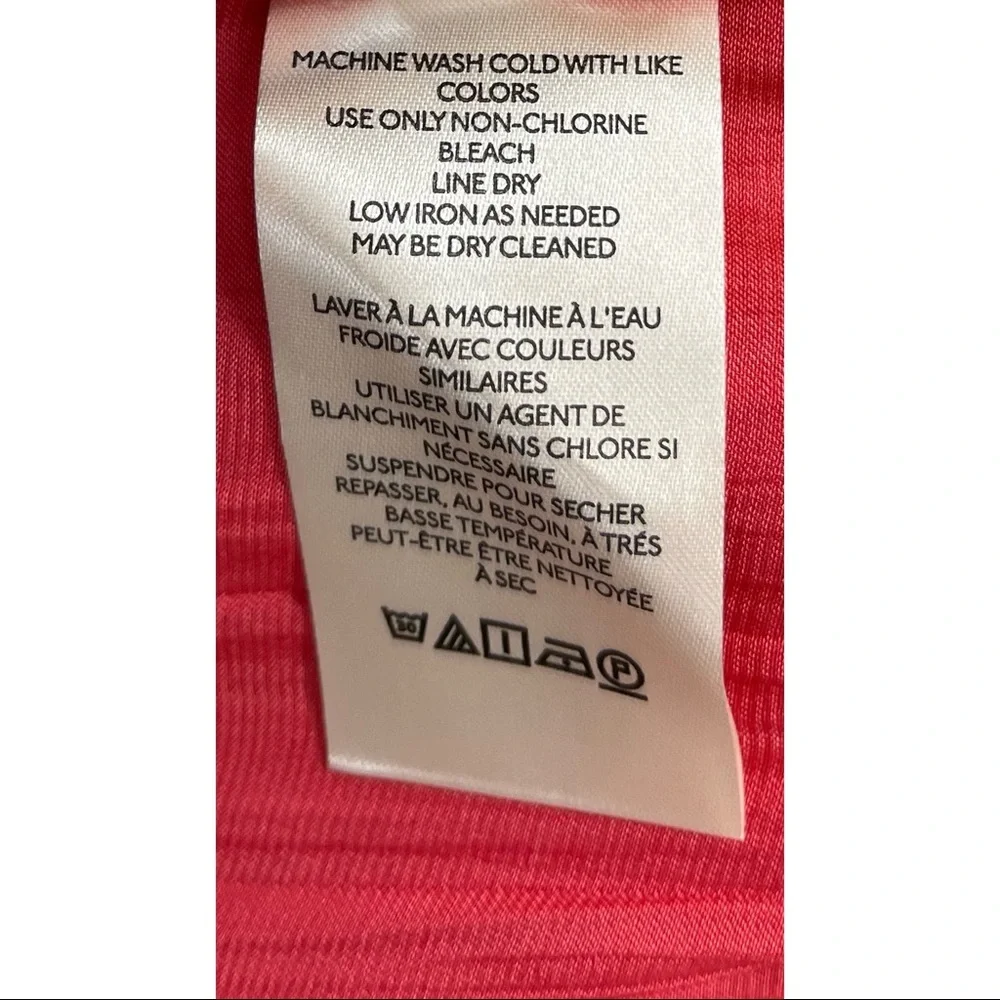 MACHINE WASH COLD WITH LIKE
COLORS
USE ONLY NON-CHLORINE
BLEACH
LINE DRY
LOW IRON AS NEEDED
MAY BE DRY CLEANED
LAVER À LA MACHINE À L'EAU
FROIDE AVEC COULEURS
SIMILAIRES
UTILISER UN AGENT DE
BLANCHIMENT SANS CHLORE SI
NÉCESSAIRE
SUSPENDRE POUR SECHER
REPASSER, AU BESOIN, À TRÉS
BASSE TEMPÉRATURE
PEUT-ÊTRE ÊTRE NETTOYÉE
À SEC
30 P